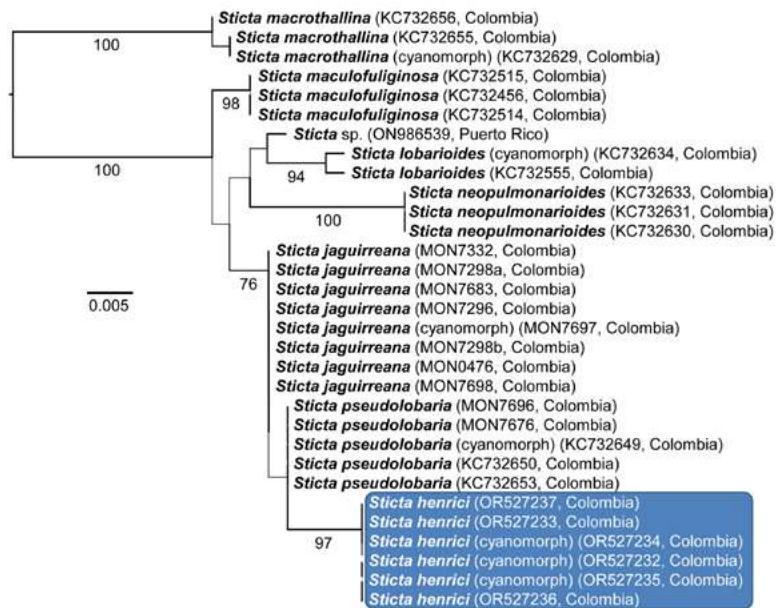 Sticta macrothallina (KC732656, Colombia)
Sticta macrothallina (KC732655, Colombia)
100
Sticta macrothallina (cyanomorph) (KC732629, Colombia)
Sticta maculofuliginosa (KC732515, Colombia)
Sticta maculofuliginosa (KC732456, Colombia)
98
Sticta maculofuliginosa (KC732514, Colombia)
Sticta sp. (ON986539, Puerto Rico)
Sticta lobarioides (cyanomorph) (KC732634, Colombia)
100
94
Sticta lobarioides (KC732555, Colombia)
Sticta neopulmonarioides (KC732633, Colombia)
Sticta neopulmonarioides (KC732631, Colombia)
100
Sticta neopulmonarioides (KC732630, Colombia)
Sticta jaguirreana (MON7332, Colombia)
Sticta jaguirreana (MON7298a, Colombia)
76
Sticta jaguirreana (MON7683, Colombia)
0.005
Sticta jaguirreana (MON7296, Colombia)
Sticta jaguirreana (cyanomorph) (MON7697, Colombia)
Sticta jaguirreana (MON7298b, Colombia)
Sticta jaguirreana (MON0476, Colombia)
Sticta jaguirreana (MON7698, Colombia)
Sticta pseudolobaria (MON7696, Colombia)
Sticta pseudolobaria (MON7676, Colombia)
Sticta pseudolobaria (cyanomorph) (KC732649, Colombia)
Sticta pseudolobaria (KC732650, Colombia)
Sticta pseudolobaria (KC732653, Colombia)
Sticta henrici (OR527237, Colombia)
Sticta henrici (OR527233, Colombia)
97
Sticta henrici (cyanomorph) (OR527234, Colombia)
Sticta henrici (cyanomorph) (OR527232, Colombia)
Sticta henrici (cyanomorph) (OR527235, Colombia)
Sticta henrici (OR527236, Colombia)